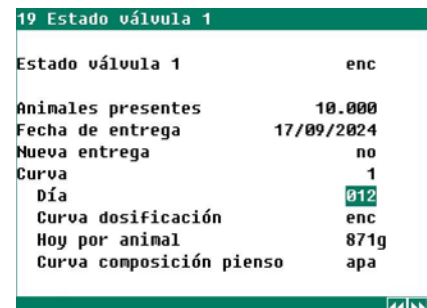 19 Estado válvula 1
Estado válvula 1 enc
Animales presentes 10.000
Fecha de entrega 17/09/2024
Nueva entrega no
Curva 1
Día 012
Curva dosificación enc
Hoy por animal 871g
Curva composición pienso apa